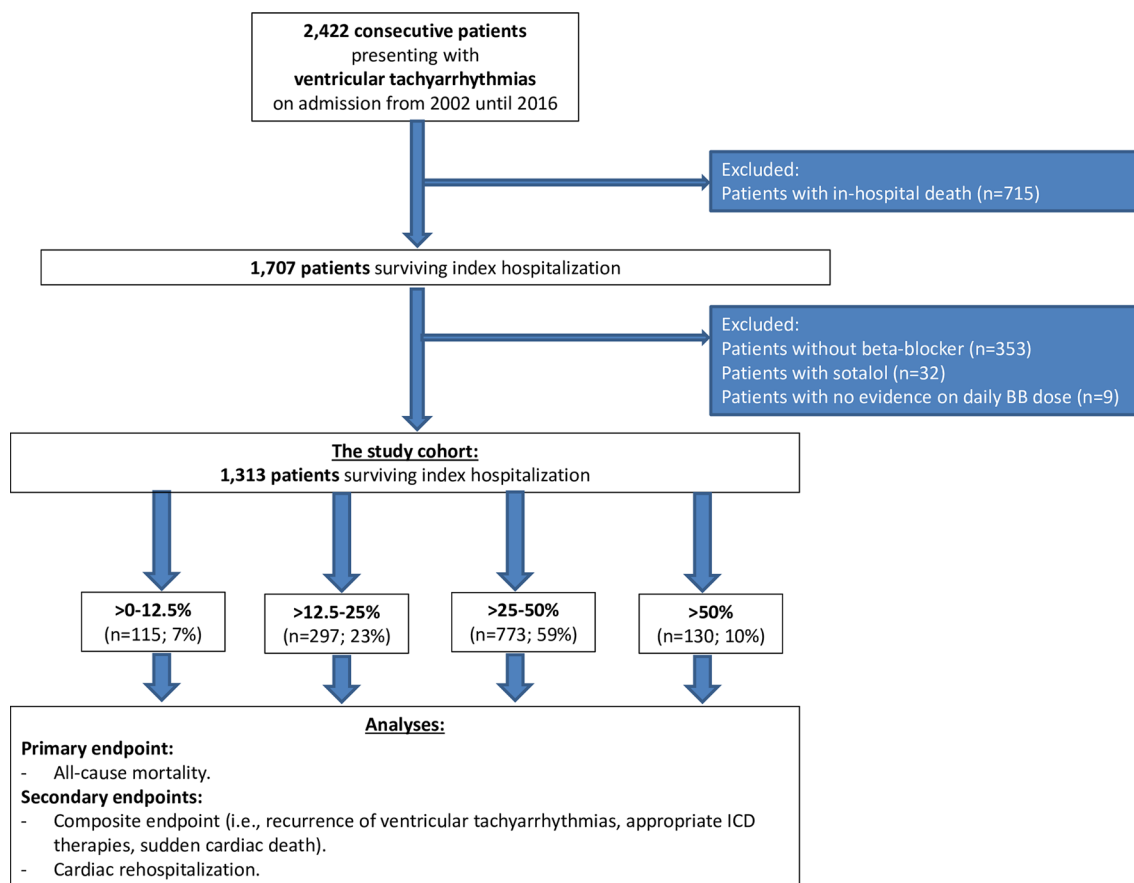 2,422 consecutive patients
presenting with
ventricular tachyarrhythmias
on admission from 2002 until 2016
Excluded:
Patients with in-hospital death (n=715)
1,707 patients surviving index hospitalization
Excluded:
Patients without beta-blocker (n=353)
Patients with sotalol (n=32)
Patients with no evidence on daily BB dose (n=9)
The study cohort:
1,313 patients surviving index hospitalization
>0-12.5%
(n=115; 7%)
>12.5-25%
(n=297; 23%)
>25-50%
(n=773; 59%)
>50%
(n=130; 10%)
Analyses:
Primary endpoint:
- All-cause mortality.
Secondary endpoints:
- Composite endpoint (i.e., recurrence of ventricular tachyarrhythmias, appropriate ICD
therapies, sudden cardiac death).
- Cardiac rehospitalization.